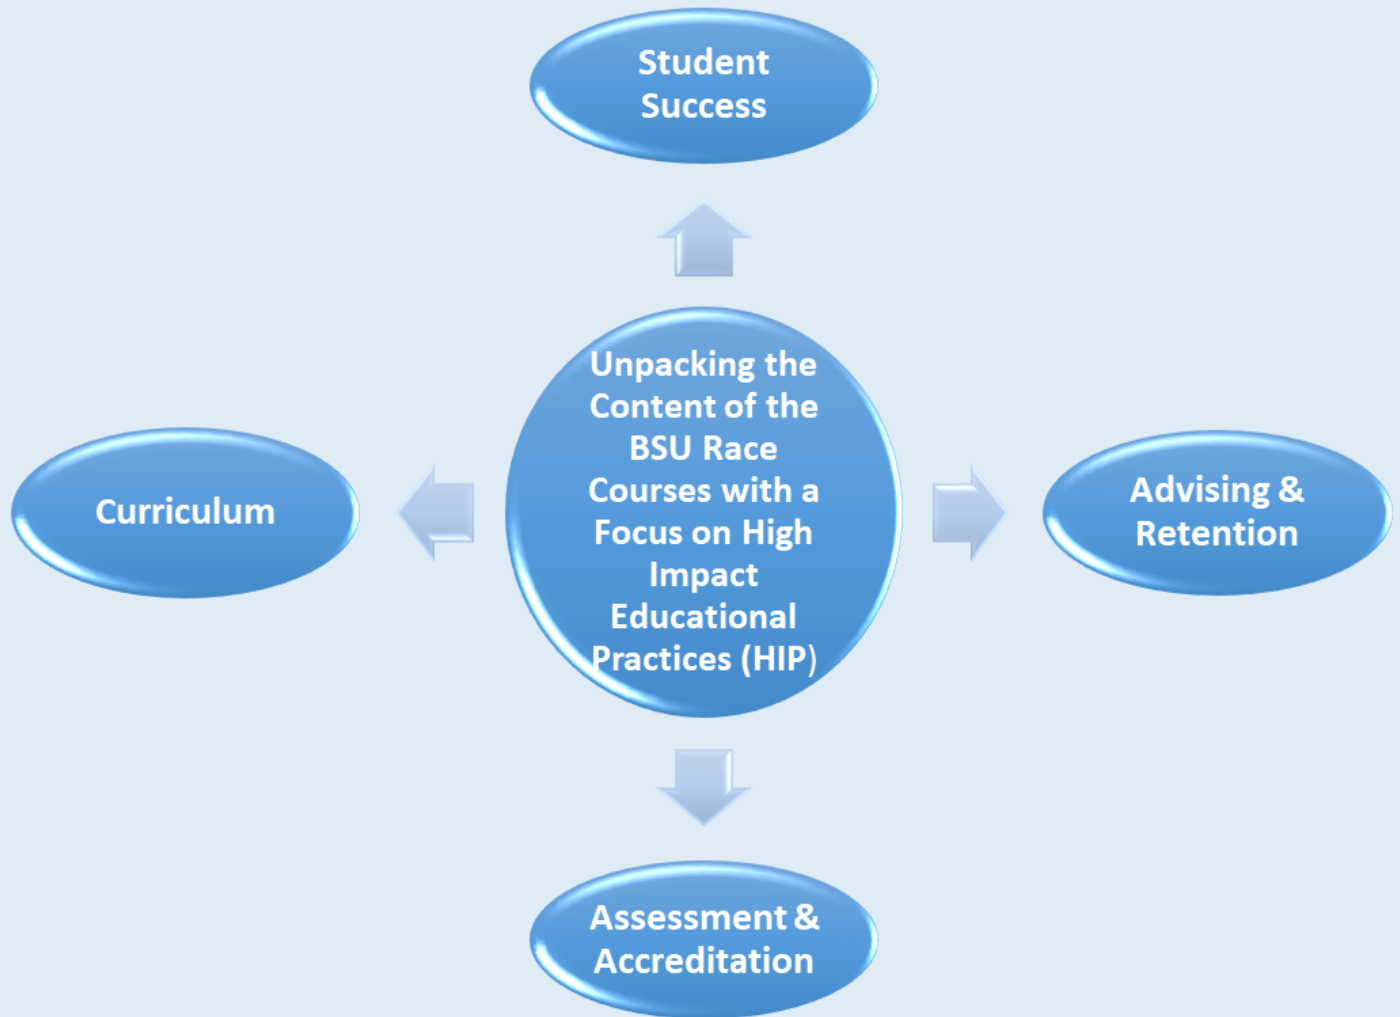 Student
Success
Unpacking the
Content of the
BSU Race
Courses with a
Focus on High
Impact
Educational
Practices (HIP)
Curriculum
Advising &
Retention
Assessment &
Accreditation